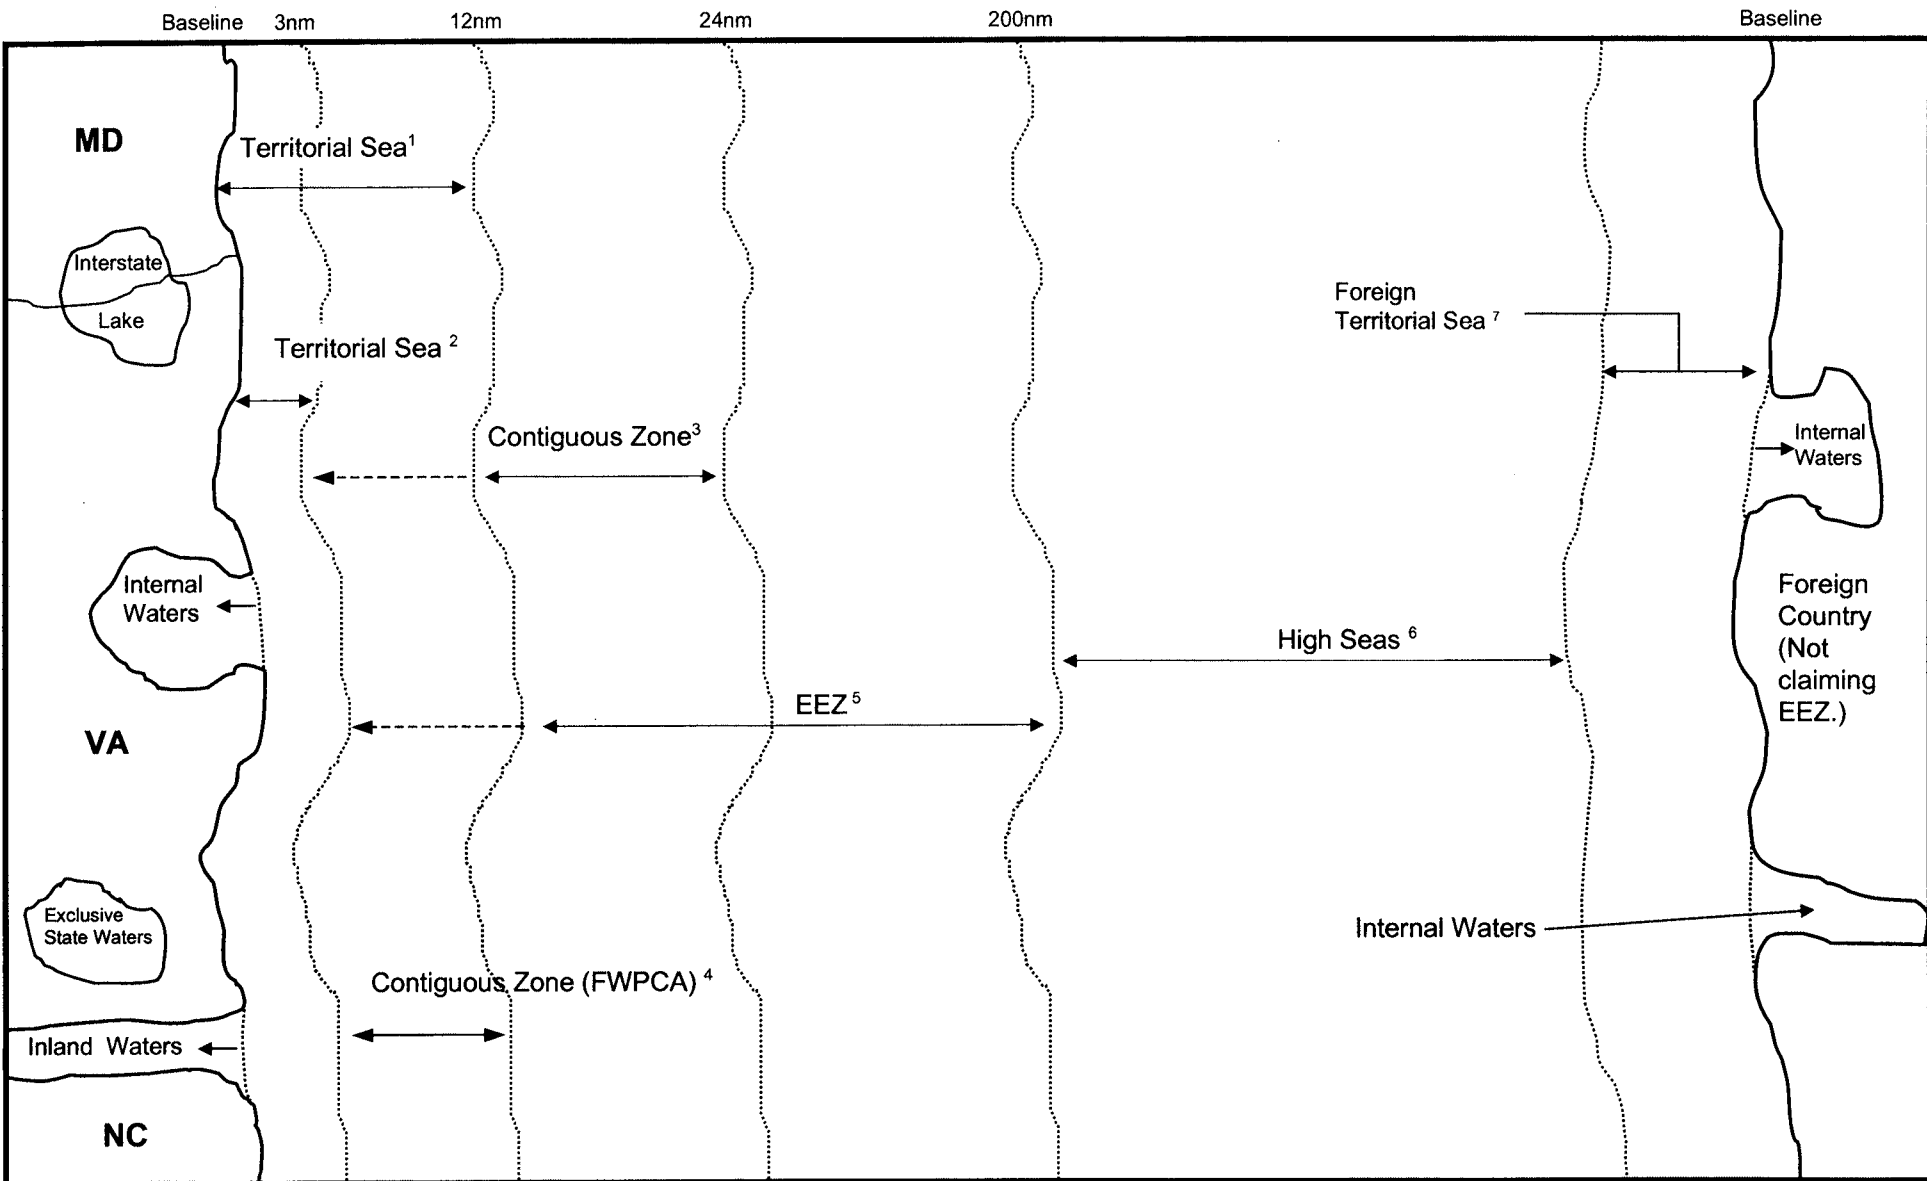 Baseline 3nm 12nm 24nm 200nm Baseline
MD
Territorial Sea¹
Interstate
Lake
Territorial Sea ²
Foreign
Territorial Sea ⁷
Contiguous Zone³
Internal
Waters
Internal
Waters
Foreign
Country
(Not
claiming
EEZ.)
High Seas ⁶
EEZ ⁵
VA
Exclusive
State Waters
Internal Waters
Contiguous Zone (FWPCA) ⁴
Inland Waters
NC